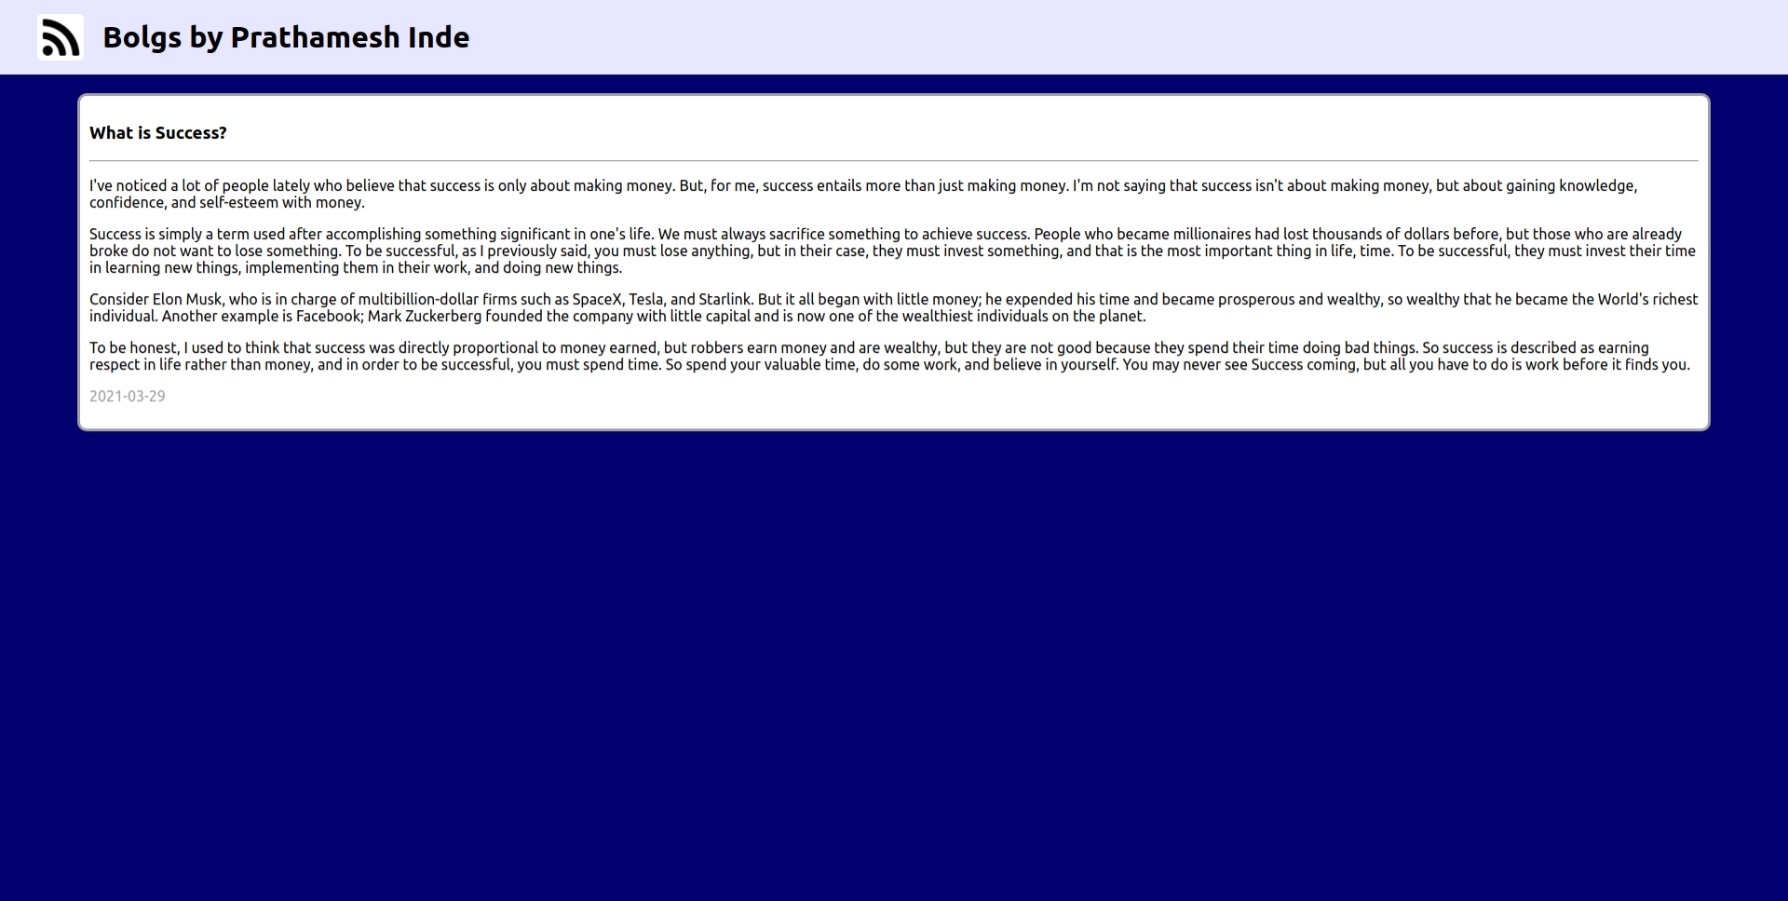 Bolgs by Prathamesh Inde
What is Success?
I've noticed a lot of people lately who believe that success is only about making money. But, for me, success entails more than just making money. I'm not saying that success isn't about making money, but about gaining knowledge,
confidence, and self-esteem with money.
Success is simply a term used after accomplishing something significant in one's life. We must always sacrifice something to achieve success. People who became millionaires had lost thousands of dollars before, but those who are already
broke do not want to lose something. To be successful, as I previously said, you must lose anything, but in their case, they must invest something, and that is the most important thing in life, time. To be successful, they must invest their time
in learning new things, implementing them in their work, and doing new things.
Consider Elon Musk, who is in charge of multibillion-dollar firms such as SpaceX, Tesla, and Starlink. But it all began with little money; he expended his time and became prosperous and wealthy, so wealthy that he became the World's richest
individual. Another example is Facebook; Mark Zuckerberg founded the company with little capital and is now one of the wealthiest individuals on the planet.
To be honest, I used to think that success was directly proportional to money earned, but robbers earn money and are wealthy, but they are not good because they spend their time doing bad things. So success is described as earning
respect in life rather than money, and in order to be successful, you must spend time. So spend your valuable time, do some work, and believe in yourself. You may never see Success coming, but all you have to do is work before it finds you.
2021-03-29